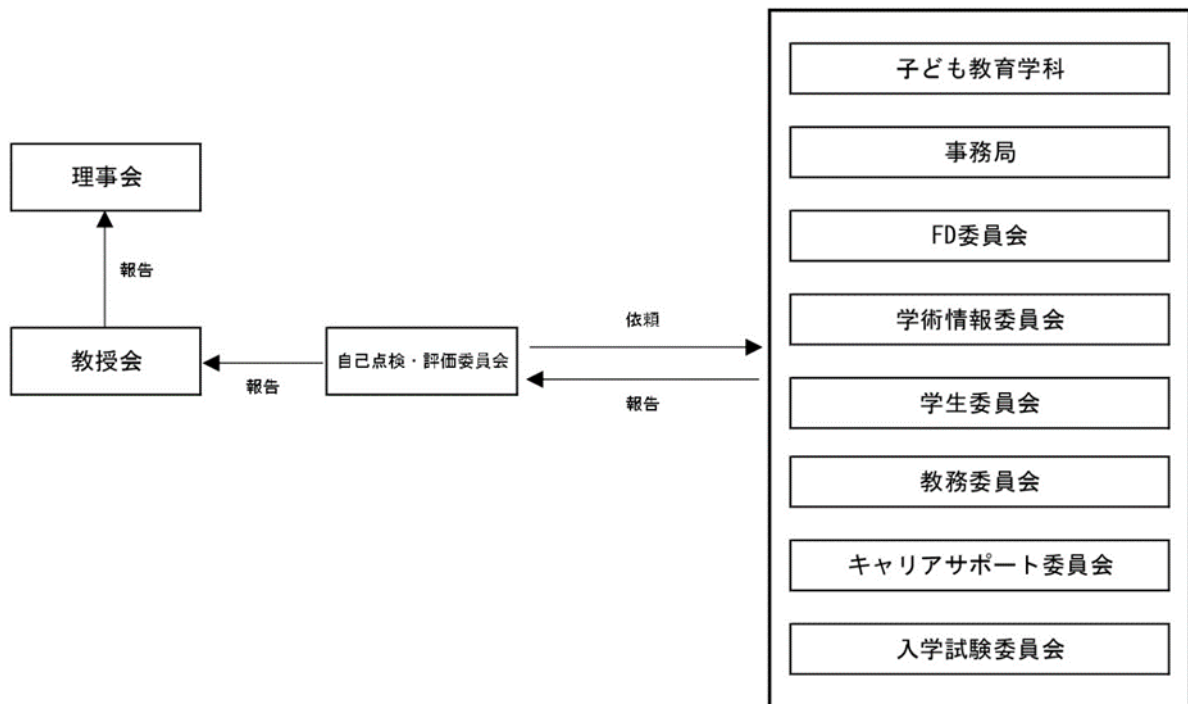 理事会
報告
教授会
報告
自己点検・評価委員会
依頼
報告
子ども教育学科
事務局
FD委員会
学術情報委員会
学生委員会
教務委員会
キャリアサポート委員会
入学試験委員会